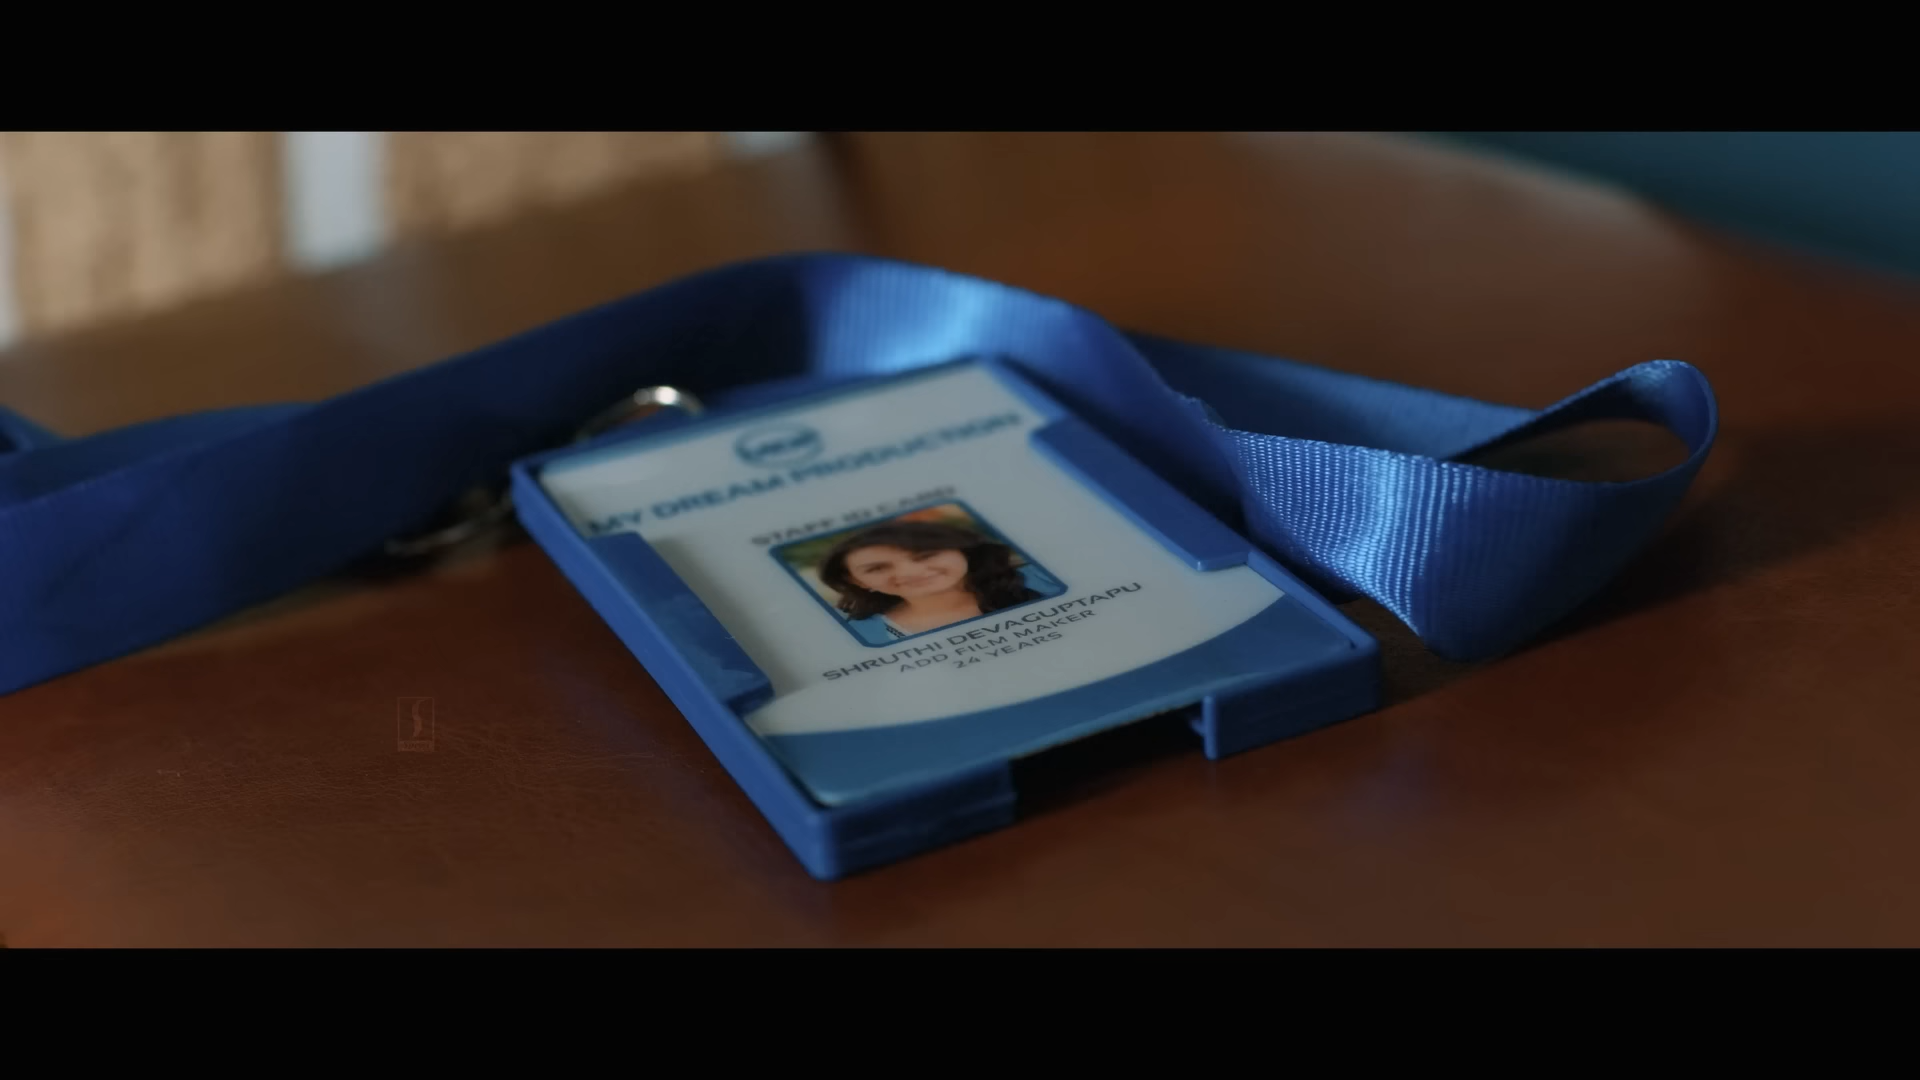 MY DREAM PRODUCTION
STAFF ID CARD
SHRUTHI DEVAGUPTAPU
ADD FILM MAKER
24 YEARS